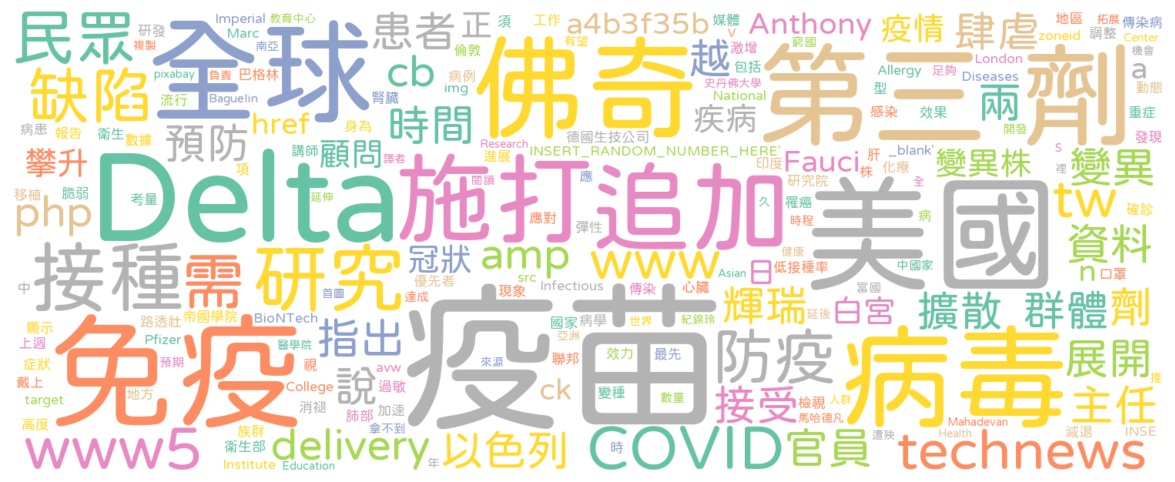 民眾
研發
複製
Imperial
Marc
教育中心
南亞
全球
患者正
須
倫敦
工作
有望
a4b3f35b
媒體
V
激增
包括
Anthony
窮國
疫情
肆虐
地區
zoneid
拓展
調整
傳染病
Center
機會
缺陷
pixabay
負責
巴格林
流行
Baguelin
腎臟
cb
病例
img
佛奇
越
史丹佛大學
National
第三劑
Allergy
足夠
London
型
Diseases
兩
a
動態
重症
病患
報告
衛生
數據
預防
href
身為
時間
疾病
感染
效果
開發
發現
攀升
講師
項
顧問
譯者
進展
Research
德國生技公司
INSERT_RANDOM_NUMBER_HERE'
印度
Fauci
肝
株
_blank'
化療
變異株
S
裡
變異
移植
脆弱
考量
php
Delta
延伸
閱讀
施打追加
應
應對
彈性
研究院
久
罹癌
時程
全
病
美國
tw
確診
資料
n
口罩
接種
中
需
研究
首圖
冠狀
優先者
達成
amp
src
現象
www
Infectious
傳染
心臟
Asian
日
低接種率
健康
中國家
富國
輝瑞
延後
白宮
擴散
群體
劑
顯示
上週
路透社
帝國學院
BioNTech
Pfizer
醫學院
指出
疫苗
國家
病學
世界
亞洲
紀錦玲
症狀
預期
戴上
target
地方
高度
免疫
視
College
消褪
avw
說
過敏
肺部
加速
拿不到
來源
聯邦
效力
最先
ck
變種
數量
防疫
接受
檢視
馬哈德凡
人群
病毒
展開
推
主任
www5
族群
衛生部
Institute
Education
delivery
年
以色列
COVID
時
官員
遭殃
Health
Mahadevan
technews
減退
INSE